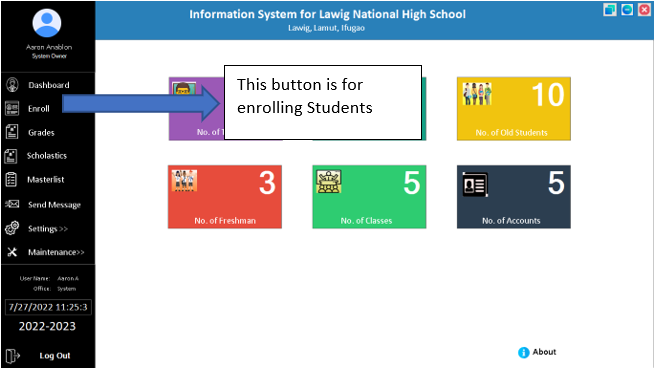 Information System for Lawig National High School
Lawig, Lamut, Ifugao
Aaron Anablon
System Owner
Dashboard
Enroll
Grades
Scholastics
Masterlist
Send Message
Settings >>
Maintenance>>
User Name: Aaron A
Office: System
7/27/2022 11:25:3
2022-2023
Log Out
This button is for
enrolling Students
No. of T
10
No. of Old Students
3
No. of Freshman
5
No. of Classes
5
No. of Accounts
About